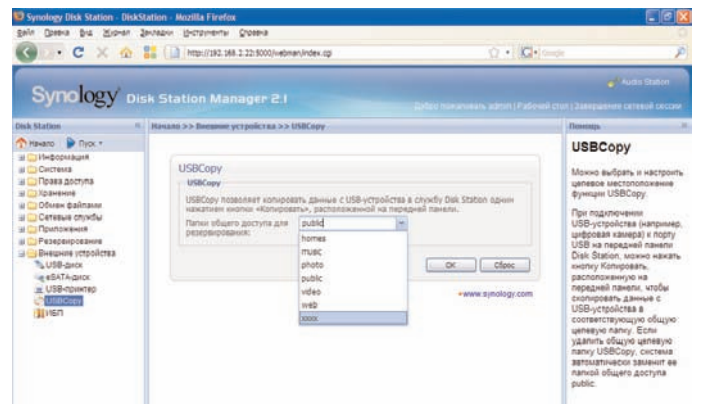 Synology Disk Station - DiskStation - Mozilla Firefox
Файл Правка Вид Журнал Закладки Инструменты Справка
http://192.168.2.22:5000/webman/index.cgi
Google
Audio Station
Synology Disk Station Manager 2.1
Добро пожаловать admin | Рабочий стол | Завершение сетевой сессии
Disk Station
Начало >> Внешние устройства >> USBCopy
Помощь
Начало Пуск
Информация
Система
Права доступа
Хранение
Обмен файлами
Сетевые службы
Приложения
Резервирование
Внешние устройства
USB-диск
eSATA-диск
USB-принтер
USBCopy
ИБП
USBCopy
USBCopy
USBCopy позволяет копировать данные с USB-устройства в службу Disk Station одним
нажатием кнопки «Копировать», расположенной на передней панели.
Папки общего доступа для
резервирования:
public
homes
music
photo
public
video
web
xxxx
OK
Сброс
www.synology.com
USBCopy
Можно выбрать и настроить
целевое местоположение
функции USBCopy.
При подключении
USB-устройства (например,
цифровая камера) к порту
USB на передней панели
Disk Station, можно нажать
кнопку Копировать,
расположенную на
передней панели, чтобы
скопировать данные с
USB-устройства в
соответствующую общую
целевую папку. Если
удалить общую целевую
папку USBCopy, система
автоматически заменит ее
папкой общего доступа
public.